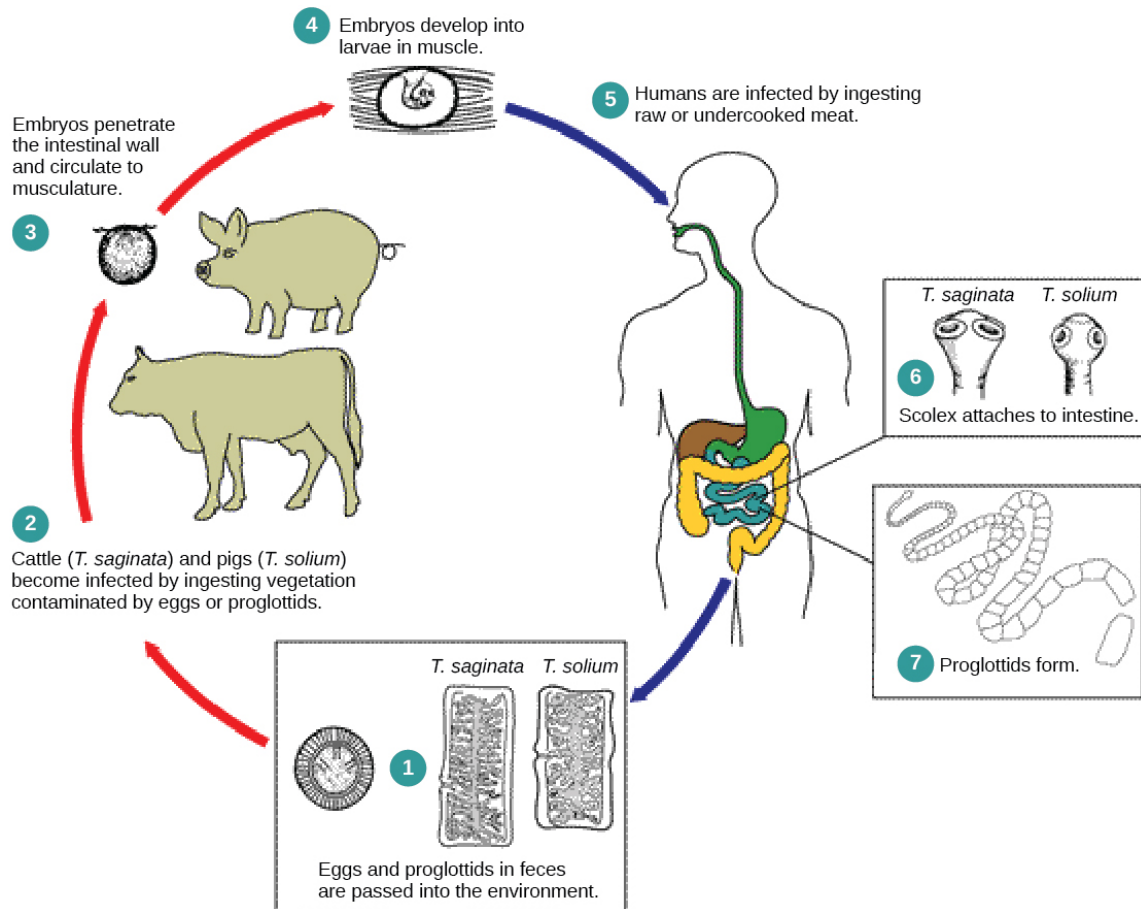 4
Embryos develop into
larvae in muscle.
5
Humans are infected by ingesting
raw or undercooked meat.
Embryos penetrate
the intestinal wall
and circulate to
musculature.
3
T. saginata T. solium
6
Scolex attaches to intestine.
2
Cattle (T. saginata) and pigs (T. solium)
become infected by ingesting vegetation
contaminated by eggs or proglottids.
7
Proglottids form.
T. saginata T. solium
1
Eggs and proglottids in feces
are passed into the environment.